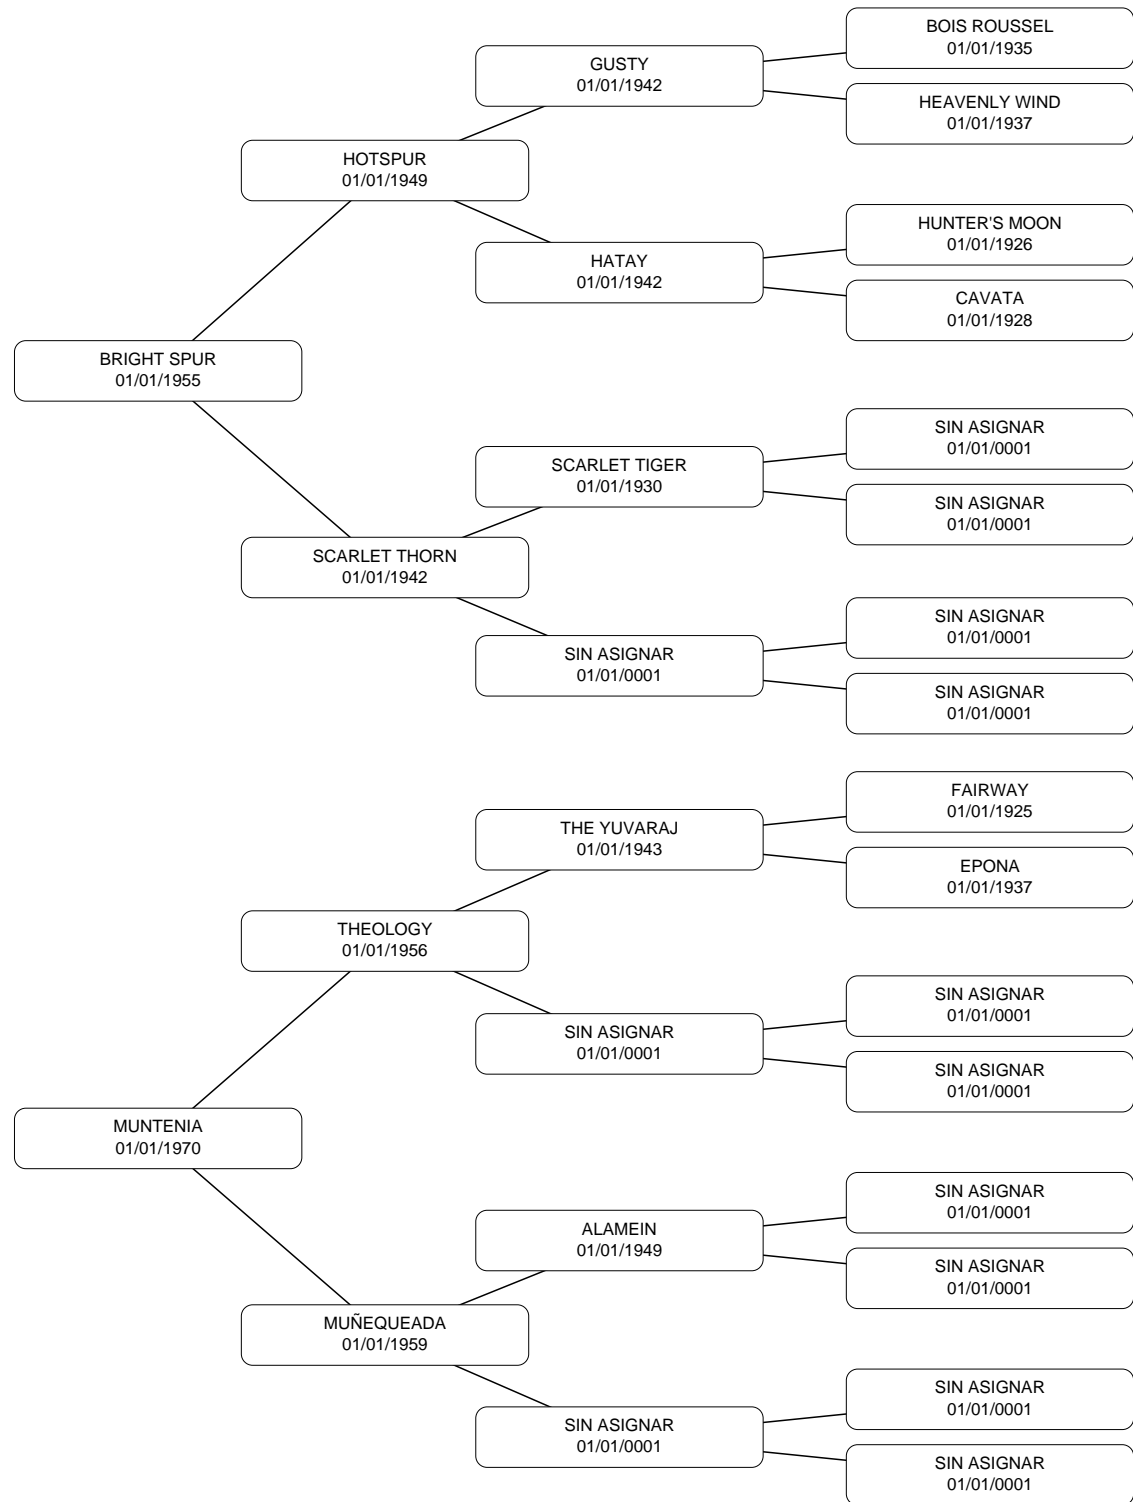 BOIS ROUSSEL
01/01/1935
GUSTY
01/01/1942
HEAVENLY WIND
01/01/1937
HOTSPUR
01/01/1949
HUNTER'S MOON
01/01/1926
HATAY
01/01/1942
CAVATA
01/01/1928
BRIGHT SPUR
01/01/1955
SIN ASIGNAR
01/01/0001
SCARLET TIGER
01/01/1930
SIN ASIGNAR
01/01/0001
SCARLET THORN
01/01/1942
SIN ASIGNAR
01/01/0001
SIN ASIGNAR
01/01/0001
SIN ASIGNAR
01/01/0001
FAIRWAY
01/01/1925
THE YUVARAJ
01/01/1943
EPONA
01/01/1937
THEOLOGY
01/01/1956
SIN ASIGNAR
01/01/0001
SIN ASIGNAR
01/01/0001
SIN ASIGNAR
01/01/0001
MUNTENIA
01/01/1970
SIN ASIGNAR
01/01/0001
ALAMEIN
01/01/1949
SIN ASIGNAR
01/01/0001
MUÑEQUEADA
01/01/1959
SIN ASIGNAR
01/01/0001
SIN ASIGNAR
01/01/0001
SIN ASIGNAR
01/01/0001